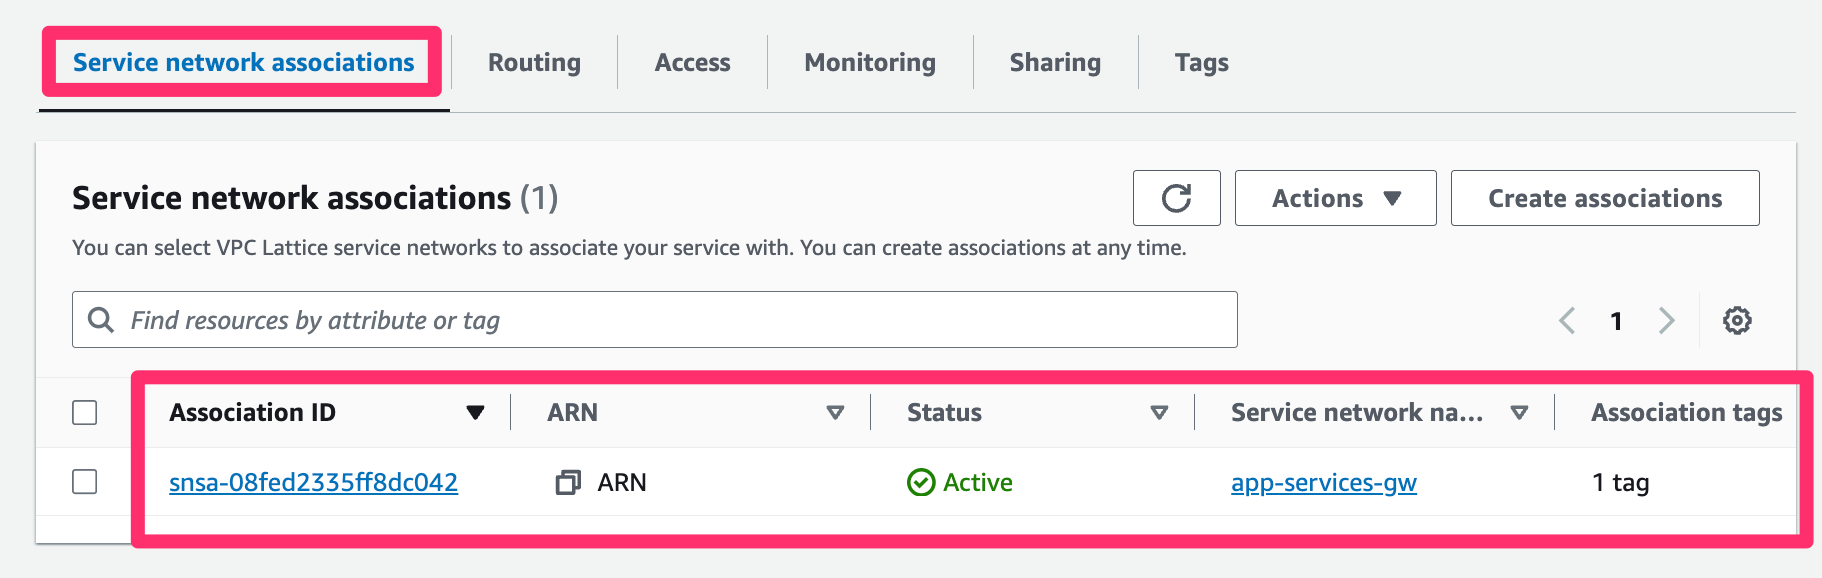 Service network associations Routing Access Monitoring Sharing Tags
Service network associations (1)
Actions Create associations
You can select VPC Lattice service networks to associate your service with. You can create associations at any time.
Find resources by attribute or tag
1
Association ID ARN Status Service network na... Association tags
snsa-08fed2335ff8dc042 ARN Active app-services-gw 1 tag